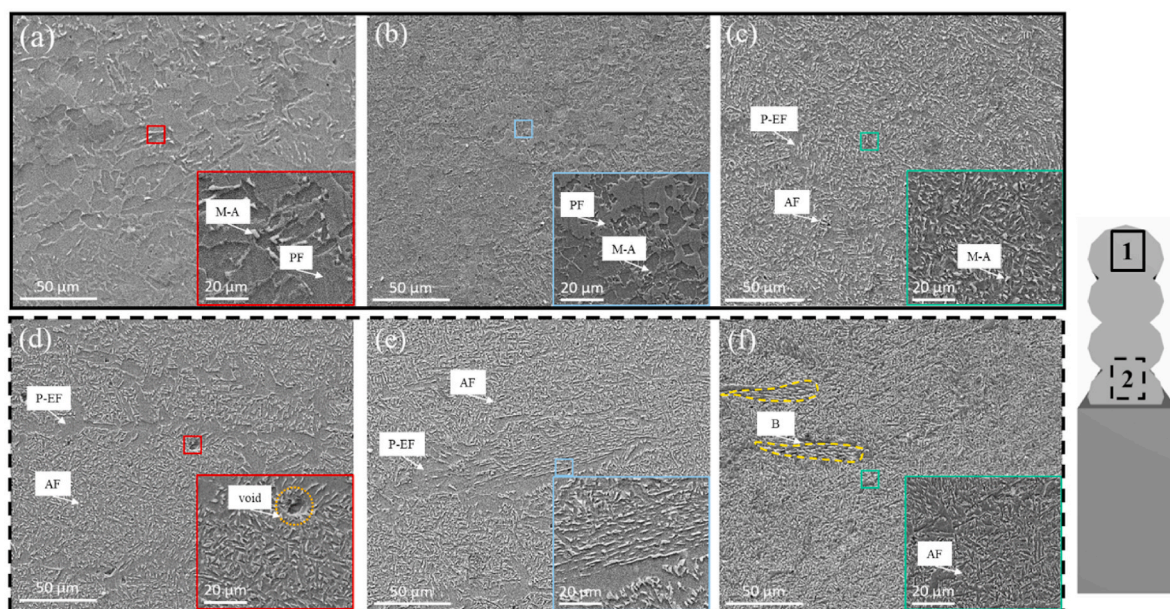 (a)
M-A
PF
50 μm
20 μm
(b)
PF
M-A
50 μm
20 μm
(c)
P-EF
AF
M-A
50 μm
20 μm
1
2
(d)
P-EF
AF
void
50 μm
20 μm
(e)
AF
P-EF
50 μm
20 μm
(f)
B
AF
50 μm
20 μm